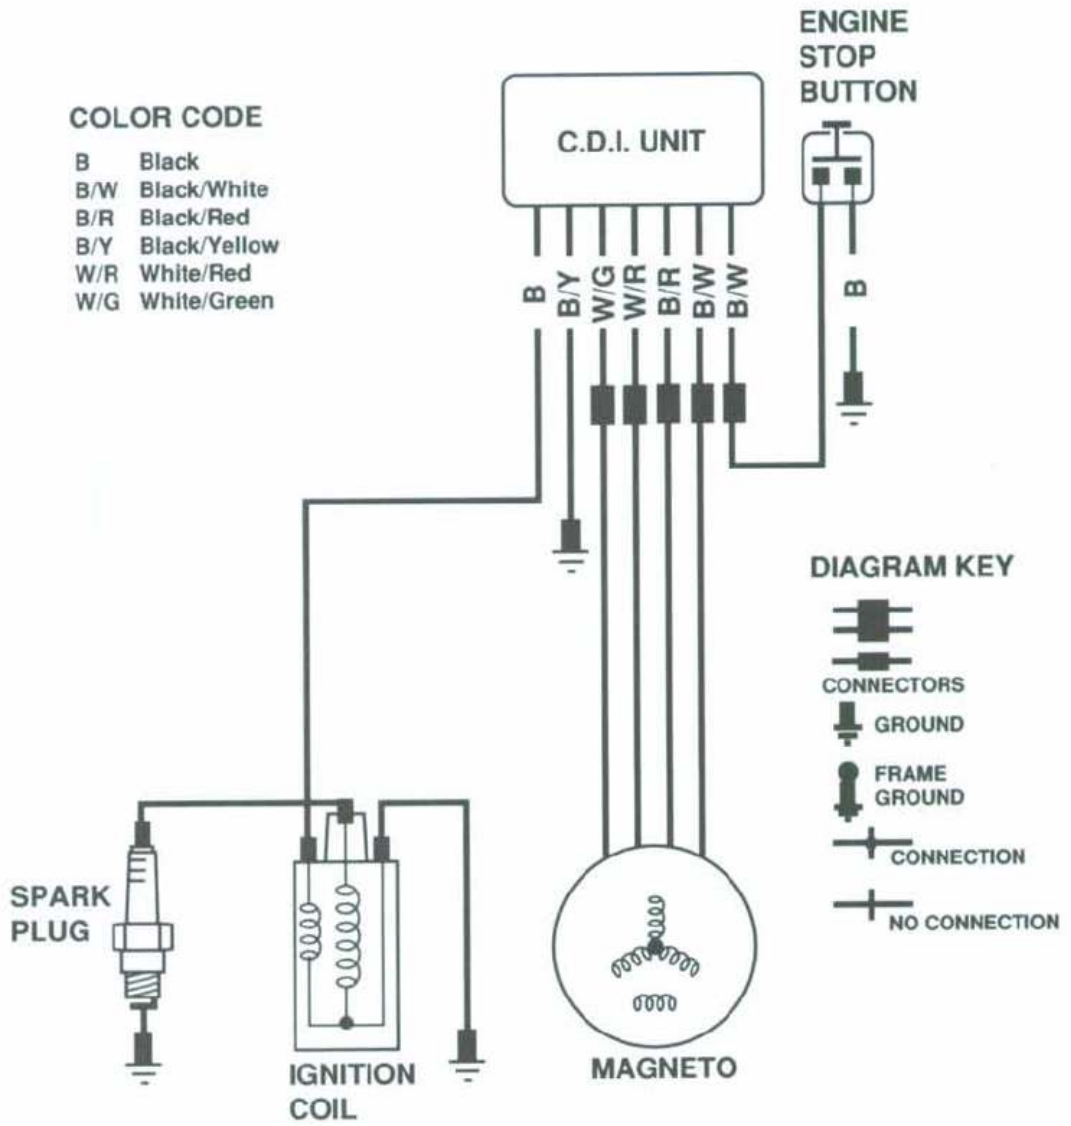 ENGINE
STOP
BUTTON
COLOR CODE
B Black
B/W Black/White
B/R Black/Red
B/Y Black/Yellow
W/R White/Red
W/G White/Green
C.D.I. UNIT
B
B/Y
W/G
W/R
B/R
B/W
B/W
B
DIAGRAM KEY
CONNECTORS
GROUND
FRAME
GROUND
CONNECTION
NO CONNECTION
SPARK
PLUG
IGNITION
COIL
MAGNETO